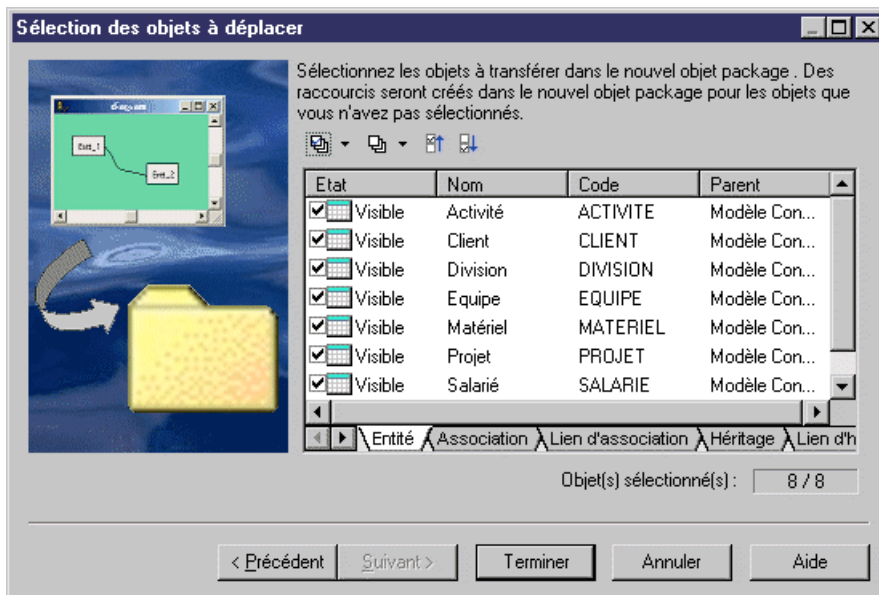 Sélection des objets à déplacer
Sélectionnez les objets à transférer dans le nouvel objet package . Des
raccourcis seront créés dans le nouvel objet package pour les objets que
vous n'avez pas sélectionnés.
Etat Nom Code Parent
Visible Activité ACTIVITE Modèle Con...
Visible Client CLIENT Modèle Con...
Visible Division DIVISION Modèle Con...
Visible Equipe EQUIPE Modèle Con...
Visible Matériel MATERIEL Modèle Con...
Visible Projet PROJET Modèle Con...
Visible Salarié SALARIE Modèle Con...
Entité Association Lien d'association Héritage Lien d'h
Objet(s) sélectionné(s) : 8 / 8
< Précédent Suivant > Terminer Annuler Aide